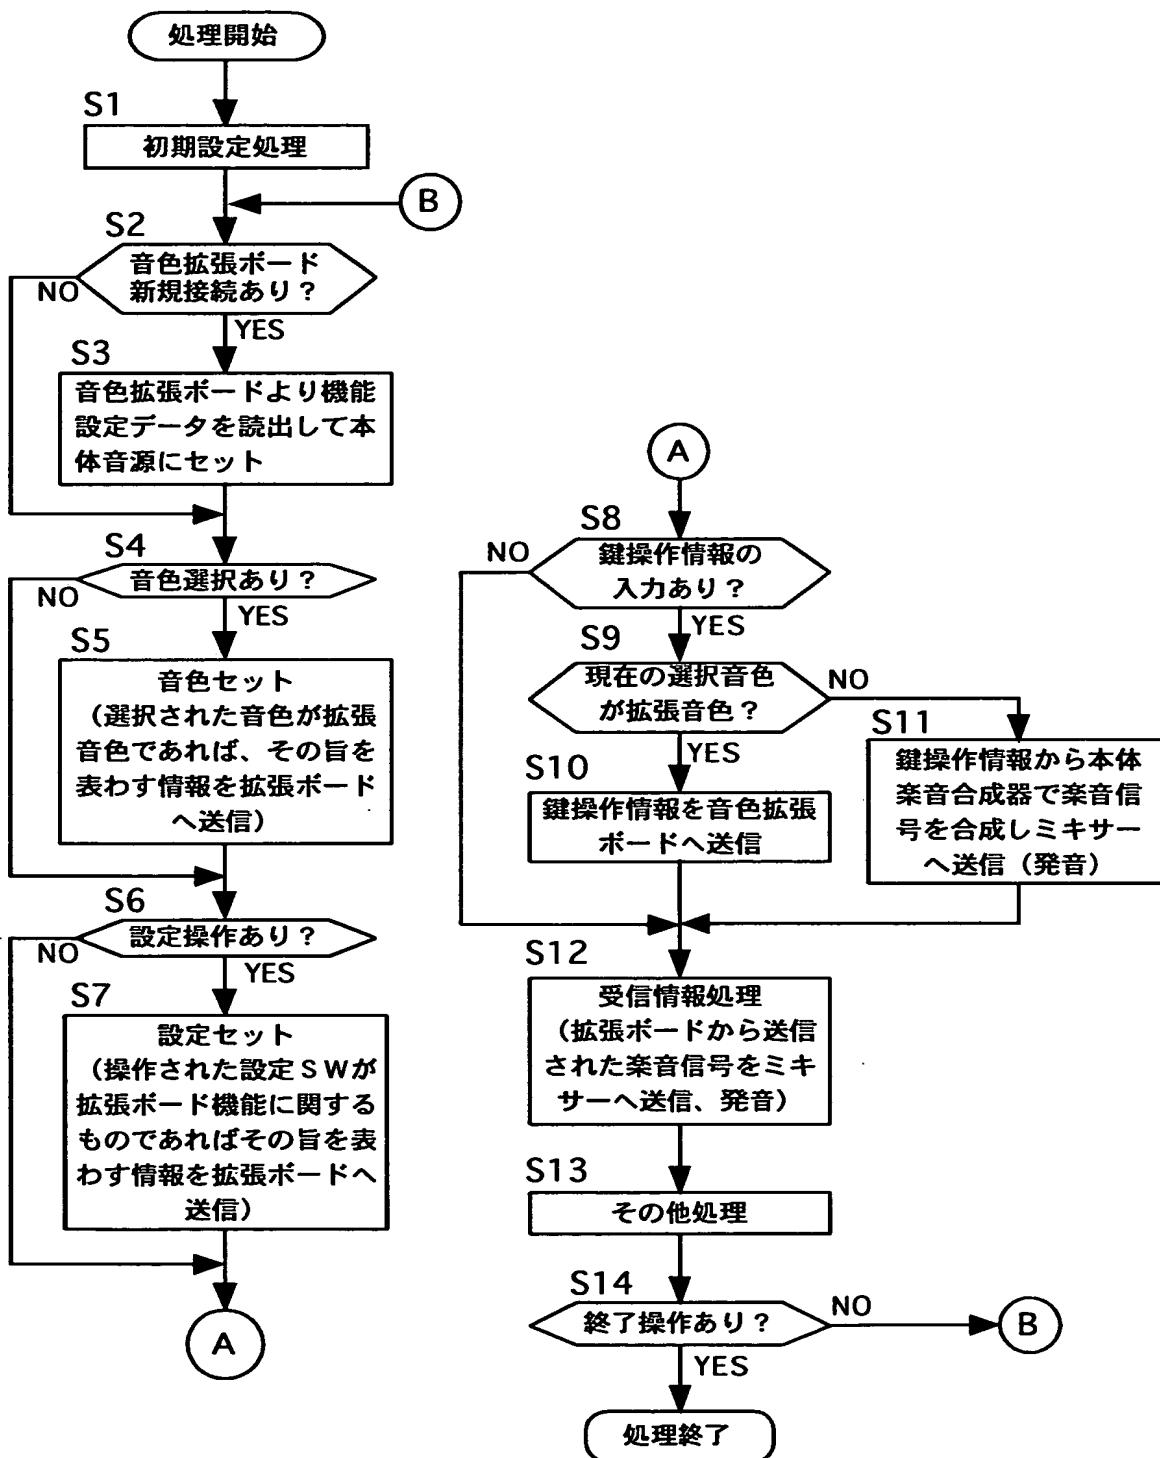 処理開始
S1
初期設定処理
B
S2
音色拡張ボード
新規接続あり？
NO
YES
S3
音色拡張ボードより機能
設定データを読出して本
体音源にセット
S4
音色選択あり？
NO
YES
S5
音色セット
（選択された音色が拡張
音色であれば、その旨を
表わす情報を拡張ボード
へ送信）
S6
設定操作あり？
NO
YES
S7
設定セット
（操作された設定ＳＷが
拡張ボード機能に関する
ものであればその旨を表
わす情報を拡張ボードへ
送信）
A
A
S8
鍵操作情報の
入力あり？
NO
YES
S9
現在の選択音色
が拡張音色？
NO
YES
S10
鍵操作情報を音色拡張
ボードへ送信
S11
鍵操作情報から本体
楽音合成器で楽音信
号を合成しミキサー
へ送信（発音）
S12
受信情報処理
（拡張ボードから送信
された楽音信号をミキ
サーへ送信、発音）
S13
その他処理
S14
終了操作あり？
NO
B
YES
処理終了